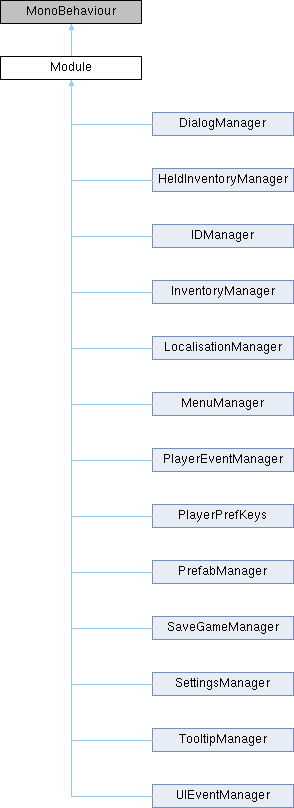 MonoBehaviour
Module
DialogManager
HeldInventoryManager
IDManager
InventoryManager
LocalisationManager
MenuManager
PlayerEventManager
PlayerPrefKeys
PrefabManager
SaveGameManager
SettingsManager
TooltipManager
UIEventManager